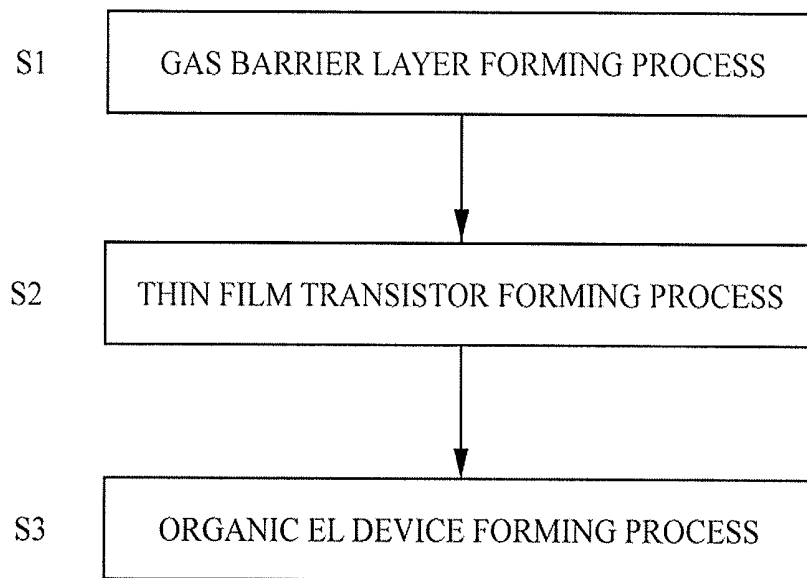 S1 GAS BARRIER LAYER FORMING PROCESS
S2 THIN FILM TRANSISTOR FORMING PROCESS
S3 ORGANIC EL DEVICE FORMING PROCESS